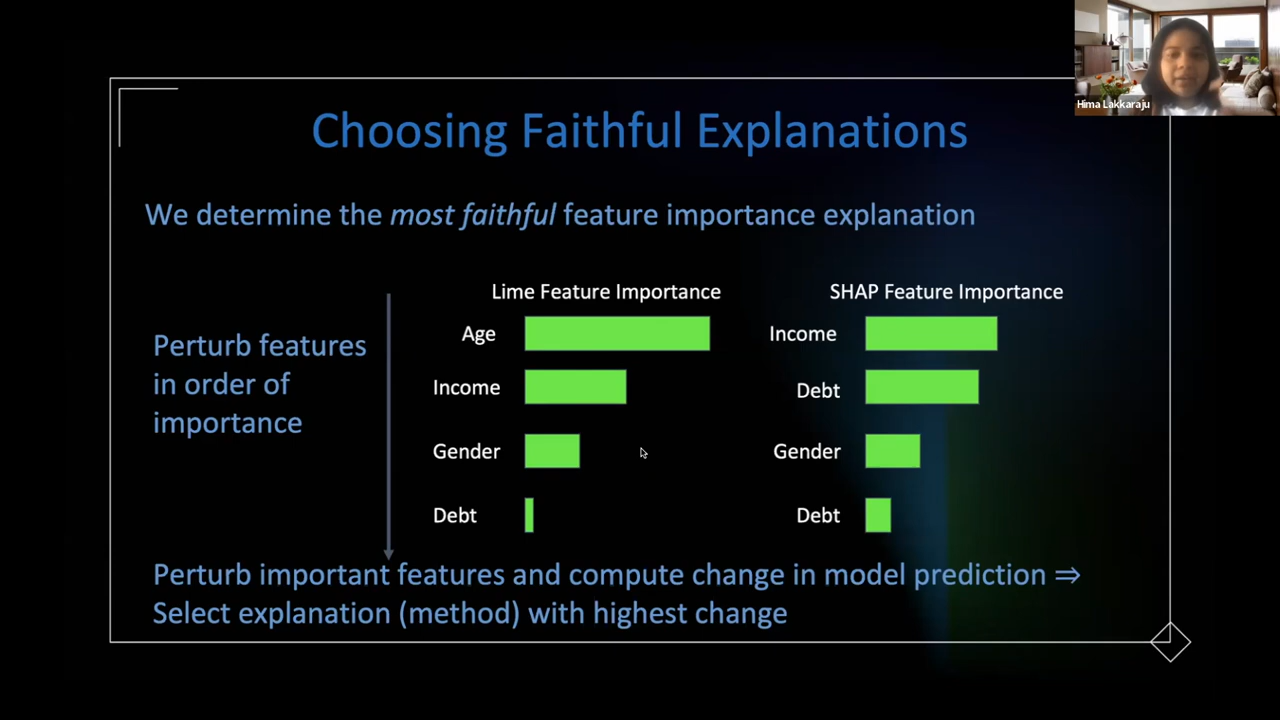 Hima Lakkaraju
Choosing Faithful Explanations
We determine the most faithful feature importance explanation
Perturb features
in order of
importance
Lime Feature Importance
Age
Income
Gender
Debt
SHAP Feature Importance
Income
Debt
Gender
Debt
Perturb important features and compute change in model prediction ⇒
Select explanation (method) with highest change